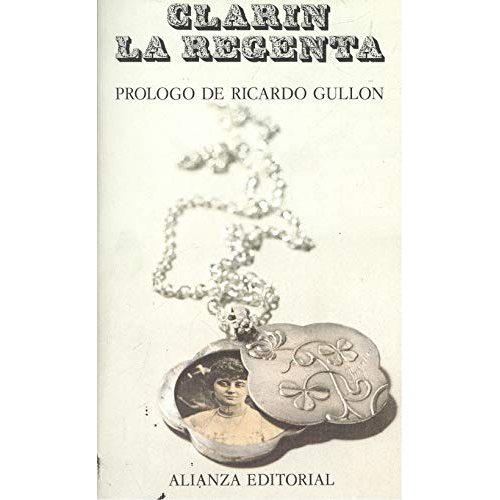 CLARIN
LA REGENTA
PROLOGO DE RICARDO GULLON
ALIANZA EDITORIAL